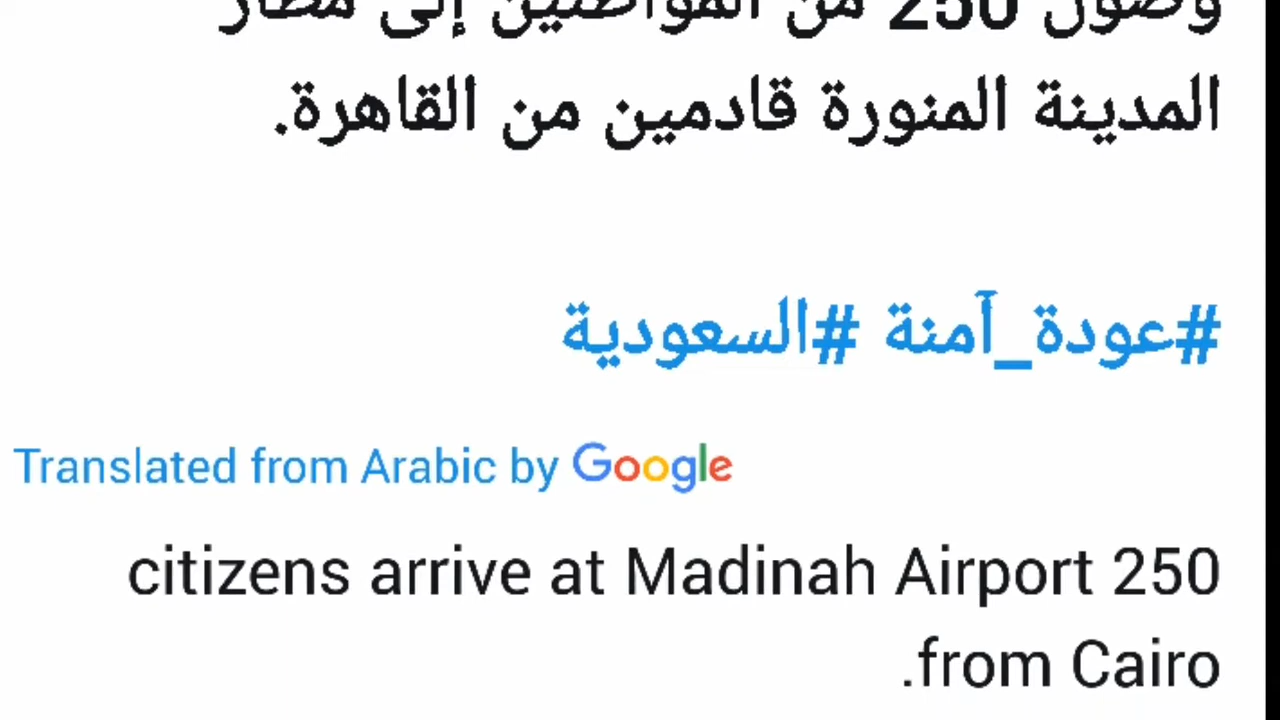 وصول 250 من المواطنين إلى مطار
المدينة المنورة قادمين من القاهرة.
#عودة_آمنة #السعودية
Translated from Arabic by Google
citizens arrive at Madinah Airport 250
.from Cairo